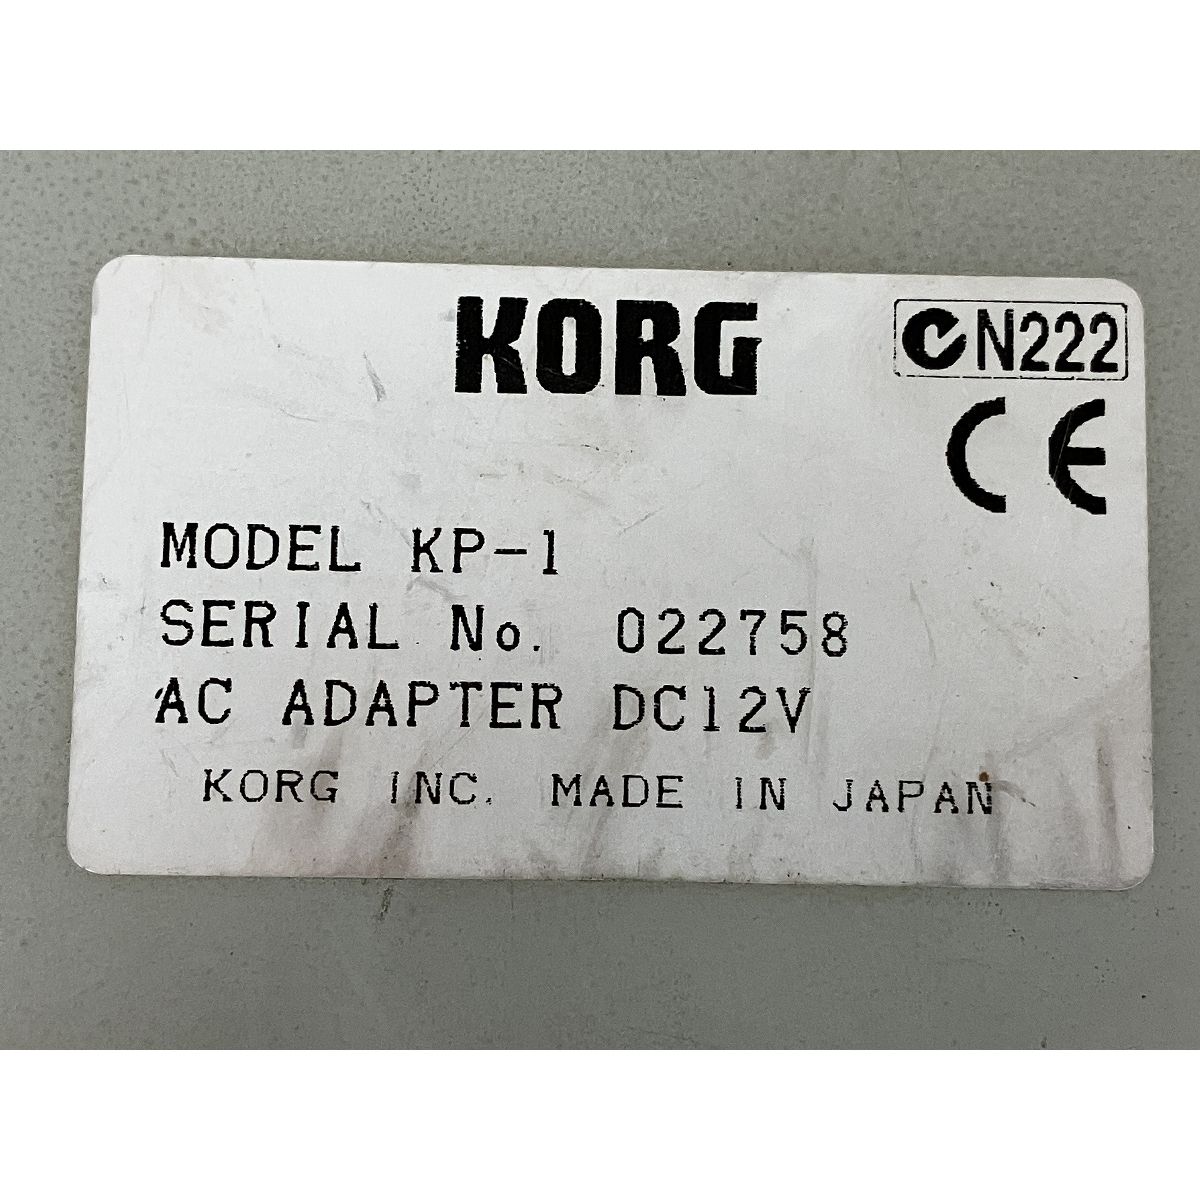 KORG
N222
CE
MODEL KP-1
SERIAL No. 022758
AC ADAPTER DC12V
KORG INC. MADE IN JAPAN